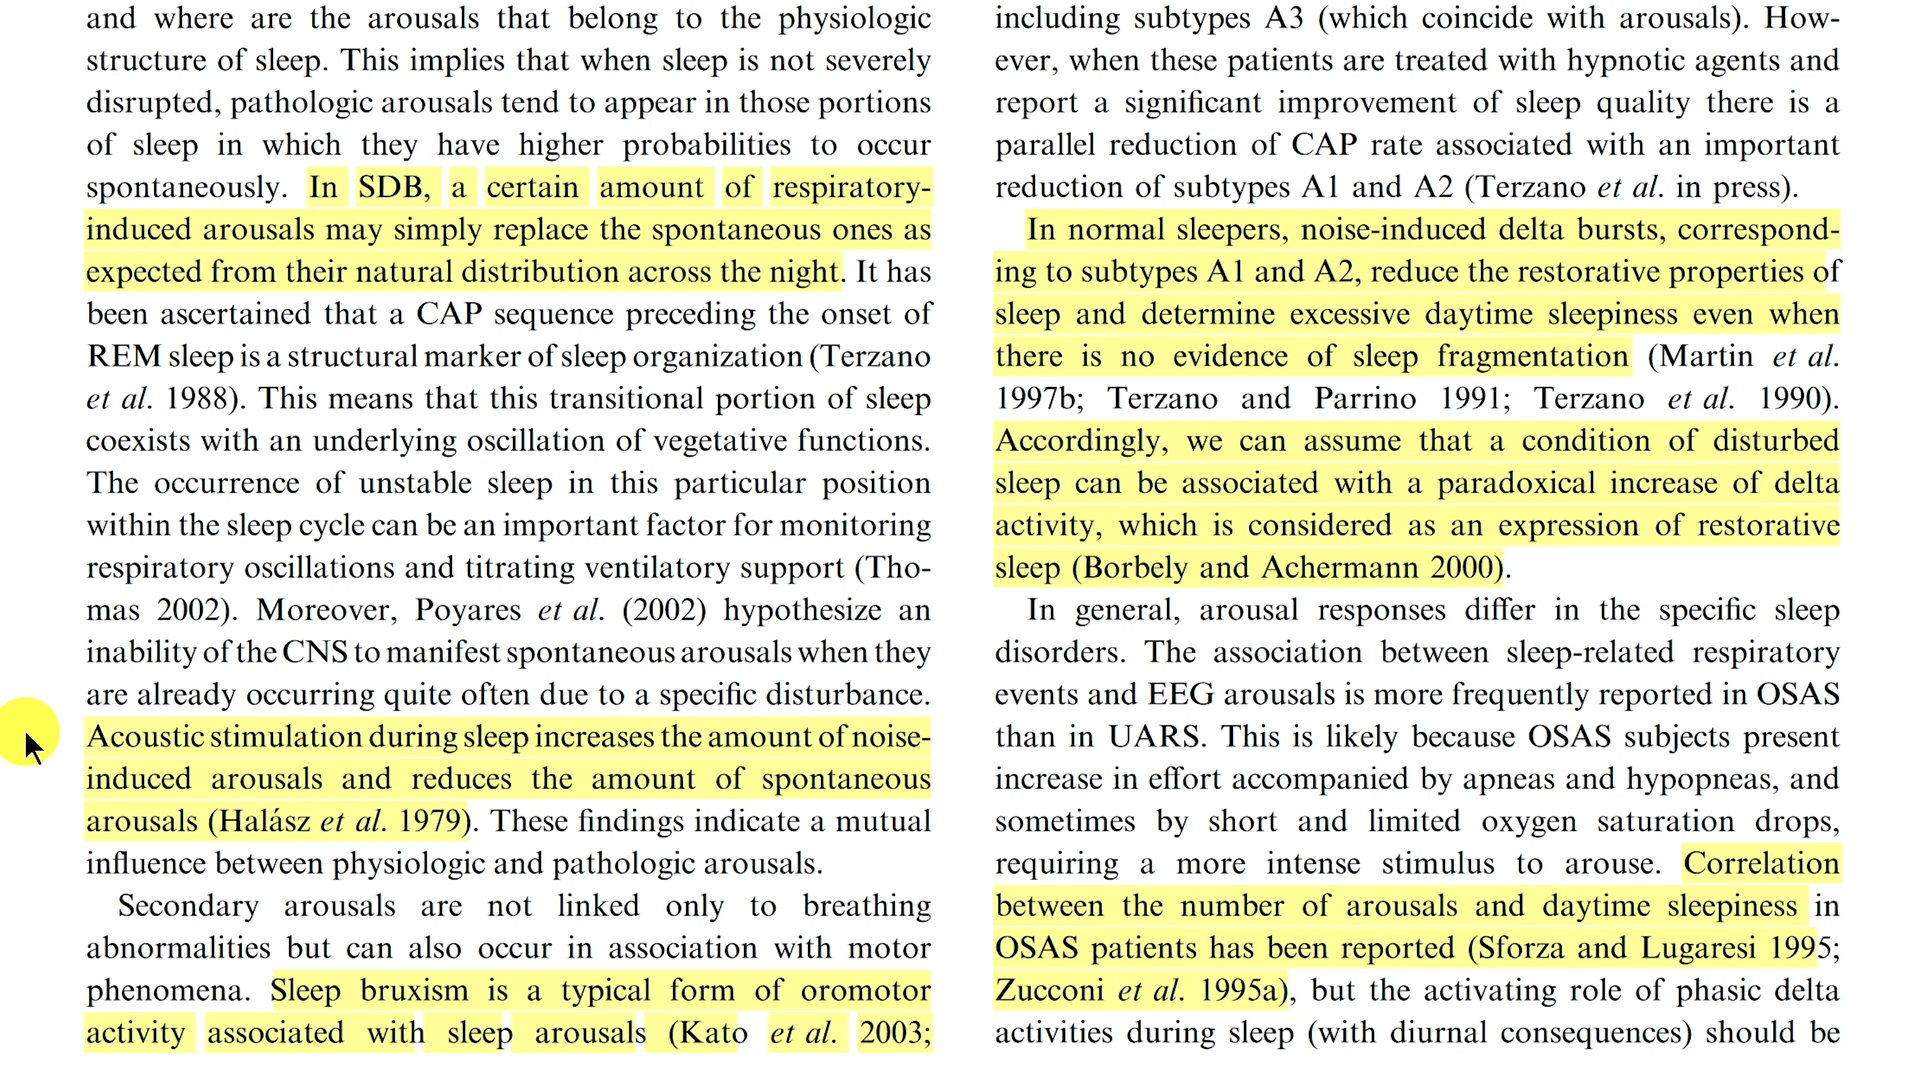 and where are the arousals that belong to the physiologic
structure of sleep. This implies that when sleep is not severely
disrupted, pathologic arousals tend to appear in those portions
of sleep in which they have higher probabilities to occur
spontaneously. In SDB, a certain amount of respiratory-
induced arousals may simply replace the spontaneous ones as
expected from their natural distribution across the night. It has
been ascertained that a CAP sequence preceding the onset of
REM sleep is a structural marker of sleep organization (Terzano
et al. 1988). This means that this transitional portion of sleep
coexists with an underlying oscillation of vegetative functions.
The occurrence of unstable sleep in this particular position
within the sleep cycle can be an important factor for monitoring
respiratory oscillations and titrating ventilatory support (Tho-
mas 2002). Moreover, Poyares et al. (2002) hypothesize an
inability of the CNS to manifest spontaneous arousals when they
are already occurring quite often due to a specific disturbance.
Acoustic stimulation during sleep increases the amount of noise-
induced arousals and reduces the amount of spontaneous
arousals (Halász et al. 1979). These findings indicate a mutual
influence between physiologic and pathologic arousals.
Secondary arousals are not linked only to breathing
abnormalities but can also occur in association with motor
phenomena. Sleep bruxism is a typical form of oromotor
activity associated with sleep arousals (Kato et al. 2003;
including subtypes A3 (which coincide with arousals). How-
ever, when these patients are treated with hypnotic agents and
report a significant improvement of sleep quality there is a
parallel reduction of CAP rate associated with an important
reduction of subtypes A1 and A2 (Terzano et al. in press).
In normal sleepers, noise-induced delta bursts, correspond-
ing to subtypes A1 and A2, reduce the restorative properties of
sleep and determine excessive daytime sleepiness even when
there is no evidence of sleep fragmentation (Martin et al.
1997b; Terzano and Parrino 1991; Terzano et al. 1990).
Accordingly, we can assume that a condition of disturbed
sleep can be associated with a paradoxical increase of delta
activity, which is considered as an expression of restorative
sleep (Borbely and Achermann 2000).
In general, arousal responses differ in the specific sleep
disorders. The association between sleep-related respiratory
events and EEG arousals is more frequently reported in OSAS
than in UARS. This is likely because OSAS subjects present
increase in effort accompanied by apneas and hypopneas, and
sometimes by short and limited oxygen saturation drops,
requiring a more intense stimulus to arouse. Correlation
between the number of arousals and daytime sleepiness in
OSAS patients has been reported (Sforza and Lugaresi 1995;
Zucconi et al. 1995a), but the activating role of phasic delta
activities during sleep (with diurnal consequences) should be